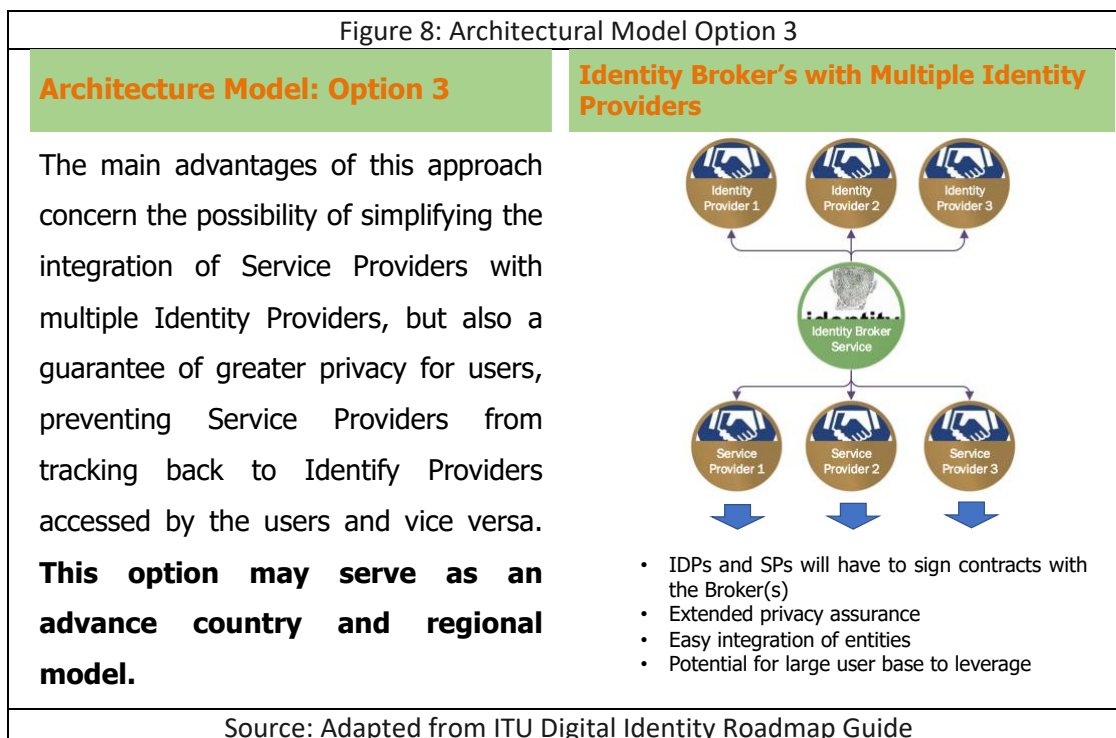 Figure 8: Architectural Model Option 3
Architecture Model: Option 3
The main advantages of this approach
concern the possibility of simplifying the
integration of Service Providers with
multiple Identity Providers, but also a
guarantee of greater privacy for users,
preventing Service Providers from
tracking back to Identify Providers
accessed by the users and vice versa.
This option may serve as an
advance country and regional
model.
Identity Broker's with Multiple Identity
Providers
Identity
Provider 1
Identity
Provider 2
Identity
Provider 3
identity
Identity Broker
Service
Service
Provider 1
Service
Provider 2
Service
Provider 3
• IDPs and SPs will have to sign contracts with
the Broker(s)
• Extended privacy assurance
• Easy integration of entities
• Potential for large user base to leverage
Source: Adapted from ITU Digital Identity Roadmap Guide